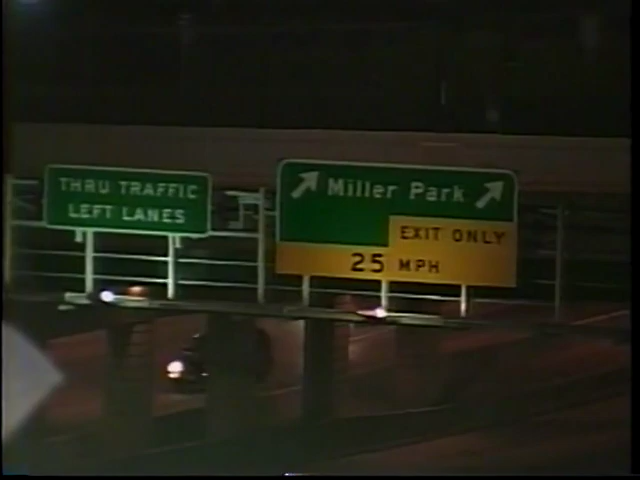 THRU TRAFFIC
LEFT LANES
Miller Park
EXIT ONLY
25 MPH